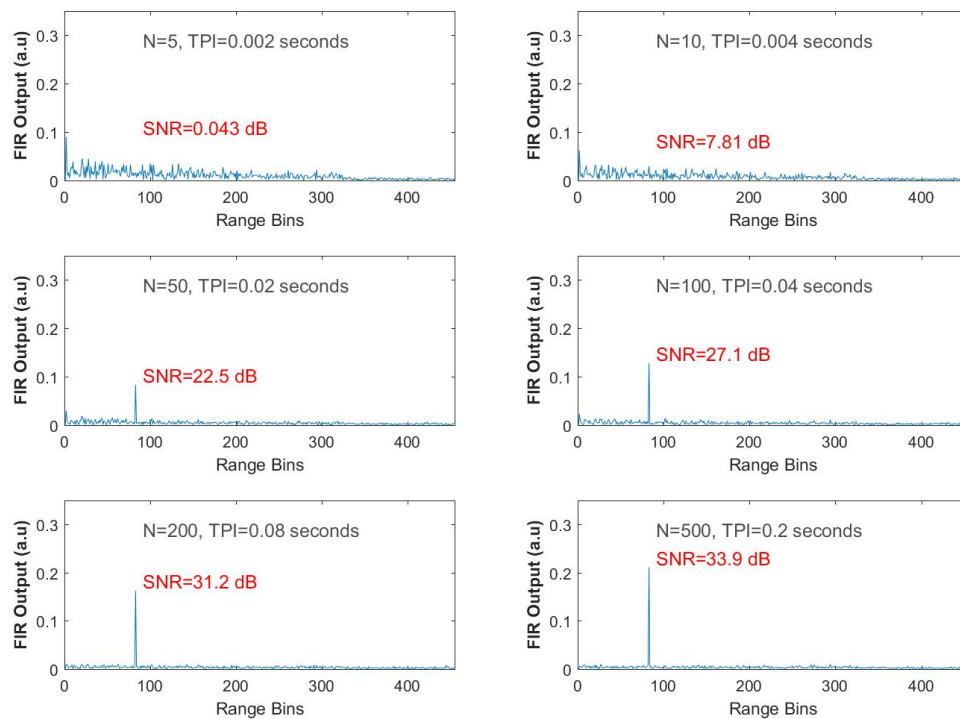 N=5, TPI=0.002 seconds
SNR=0.043 dB
FIR Output (a.u)
0.3
0.2
0.1
0
0 100 200 300 400
Range Bins
N=10, TPI=0.004 seconds
SNR=7.81 dB
FIR Output (a.u)
0.3
0.2
0.1
0
0 100 200 300 400
Range Bins
N=50, TPI=0.02 seconds
SNR=22.5 dB
FIR Output (a.u)
0.3
0.2
0.1
0
0 100 200 300 400
Range Bins
N=100, TPI=0.04 seconds
SNR=27.1 dB
FIR Output (a.u)
0.3
0.2
0.1
0
0 100 200 300 400
Range Bins
N=200, TPI=0.08 seconds
SNR=31.2 dB
FIR Output (a.u)
0.3
0.2
0.1
0
0 100 200 300 400
Range Bins
N=500, TPI=0.2 seconds
SNR=33.9 dB
FIR Output (a.u)
0.3
0.2
0.1
0
0 100 200 300 400
Range Bins